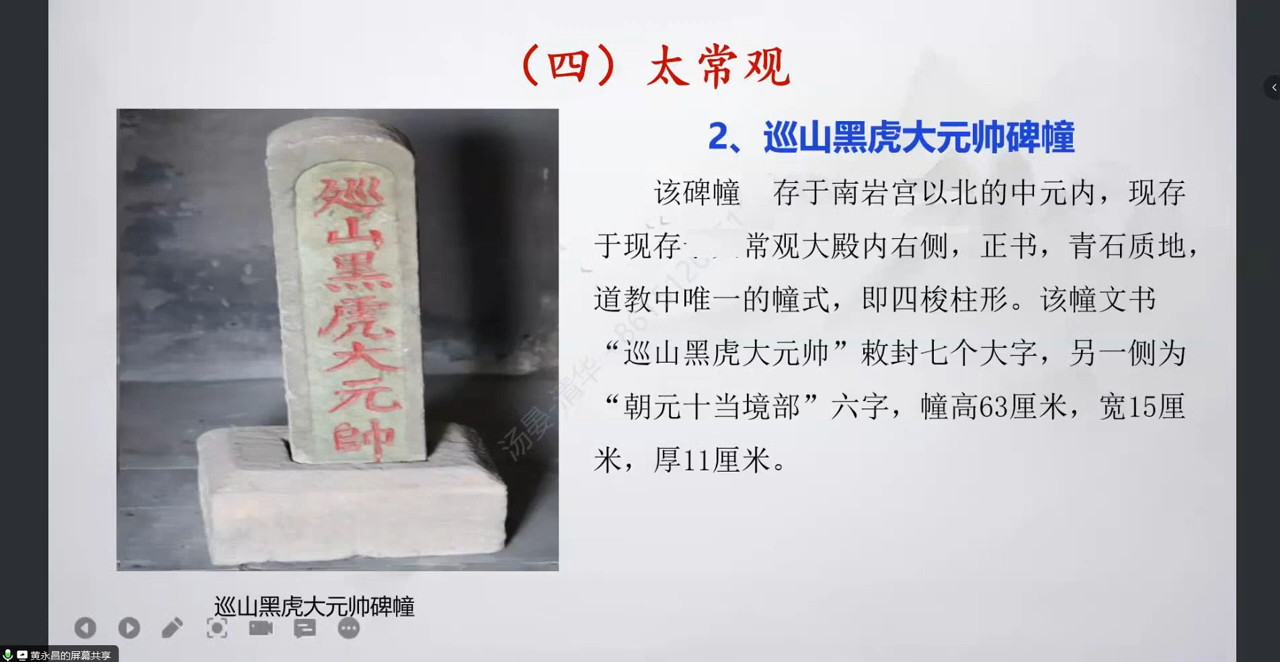 （四）太常观
巡山黑虎大元帥
2、巡山黑虎大元帅碑幢
该碑幢 存于南岩宫以北的中元内，现存
于现存 常观大殿内右侧，正书，青石质地，
道教中唯一的幢式，即四梭柱形。该幢文书
“巡山黑虎大元帅”敕封七个大字，另一侧为
“朝元十当境部”六字，幢高63厘米，宽15厘
米，厚11厘米。
巡山黑虎大元帅碑幢
黄永昌的屏幕共享